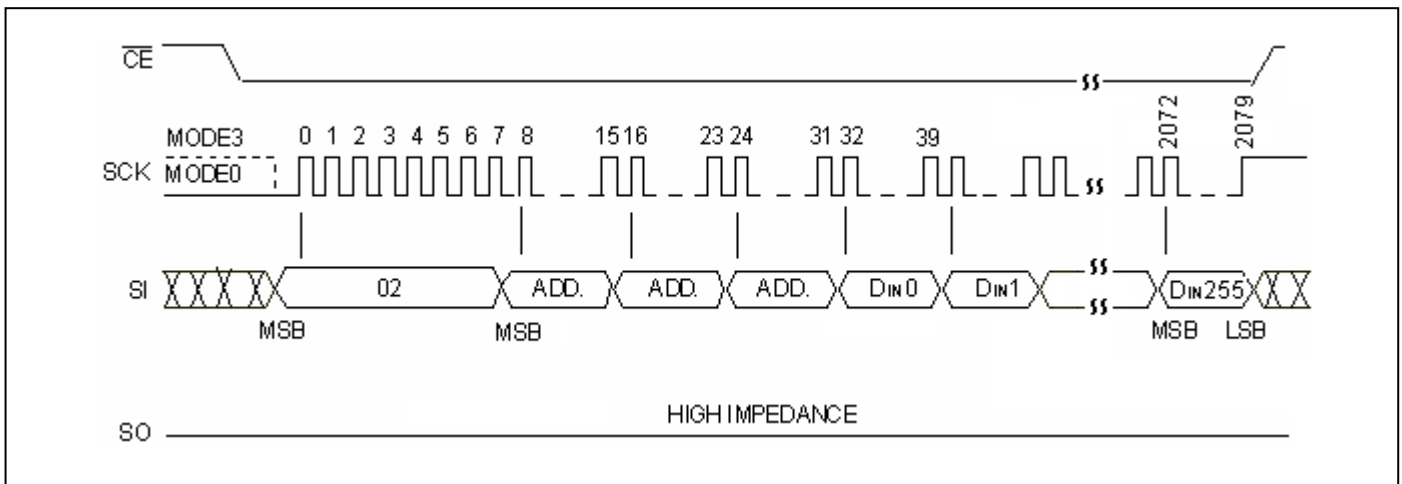 CE
MODE3 0 1 2 3 4 5 6 7 8 15 16 23 24 31 32 39 2072 2079
SCK MODE0
SI 02 ADD. ADD. ADD. DIN0 DIN1 DIN255
MSB MSB MSB LSB
HIGH IMPEDANCE
SO